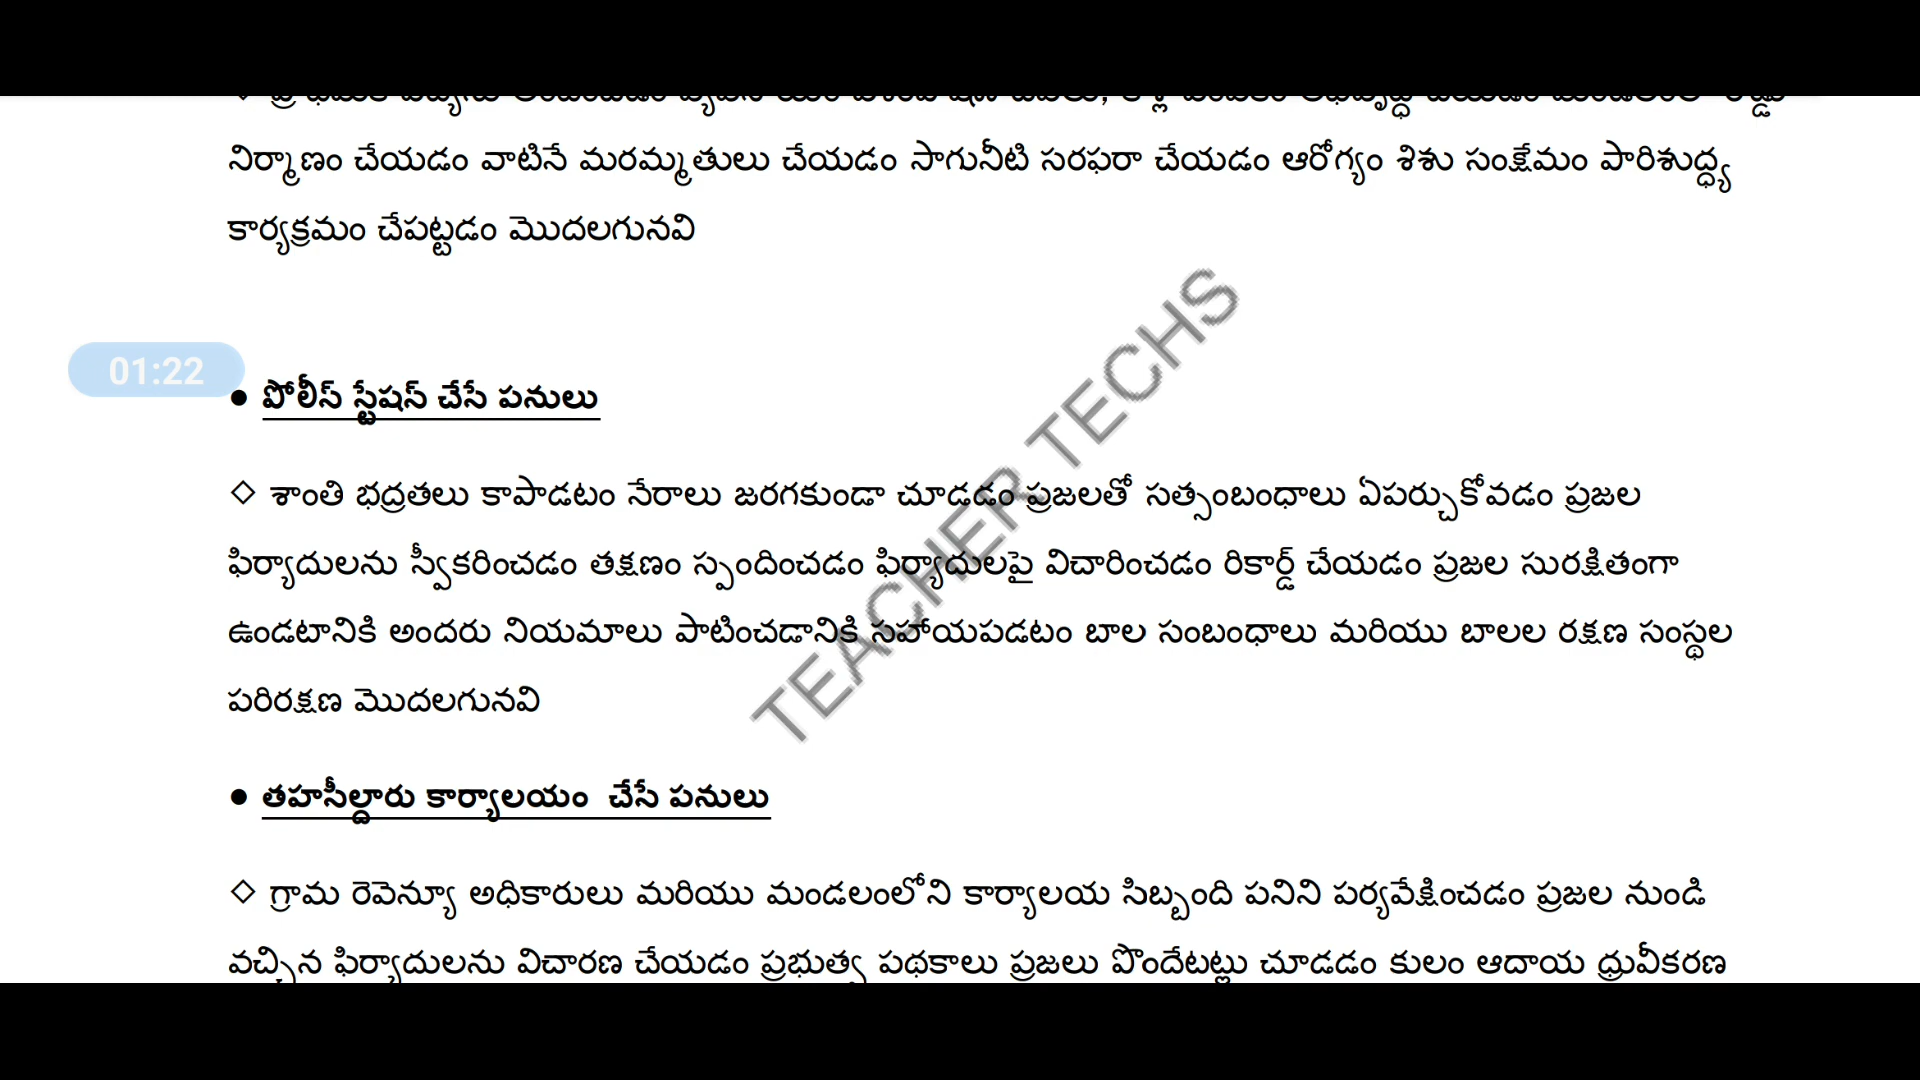 నిర్మాణం చేయడం వాటినే మరమ్మతులు చేయడం సాగునీటి సరఫరా చేయడం ఆరోగ్యం శిశు సంక్షేమం పారిశుద్ధ్య
కార్యక్రమం చేపట్టడం మొదలగునవి
01:22
● పోలీస్ స్టేషన్ చేసే పనులు
◇ శాంతి భద్రతలు కాపాడటం నేరాలు జరగకుండా చూడడం ప్రజలతో సత్సంబంధాలు ఏపర్చుకోవడం ప్రజల
ఫిర్యాదులను స్వీకరించడం తక్షణం స్పందించడం ఫిర్యాదులపై విచారించడం రికార్డ్ చేయడం ప్రజల సురక్షితంగా
ఉండటానికి అందరు నియమాలు పాటించడానికి సహాయపడటం బాల సంబంధాలు మరియు బాలల రక్షణ సంస్థల
పరిరక్షణ మొదలగునవి
● తహసీల్దారు కార్యాలయం చేసే పనులు
◇ గ్రామ రెవెన్యూ అధికారులు మరియు మండలంలోని కార్యాలయ సిబ్బంది పనిని పర్యవేక్షించడం ప్రజల నుండి
వచ్చిన ఫిర్యాదులను విచారణ చేయడం ప్రభుత్వ పథకాలు ప్రజలు పొందేటట్లు చూడడం కులం ఆదాయ ధ్రువీకరణ
TEACHER TECHS